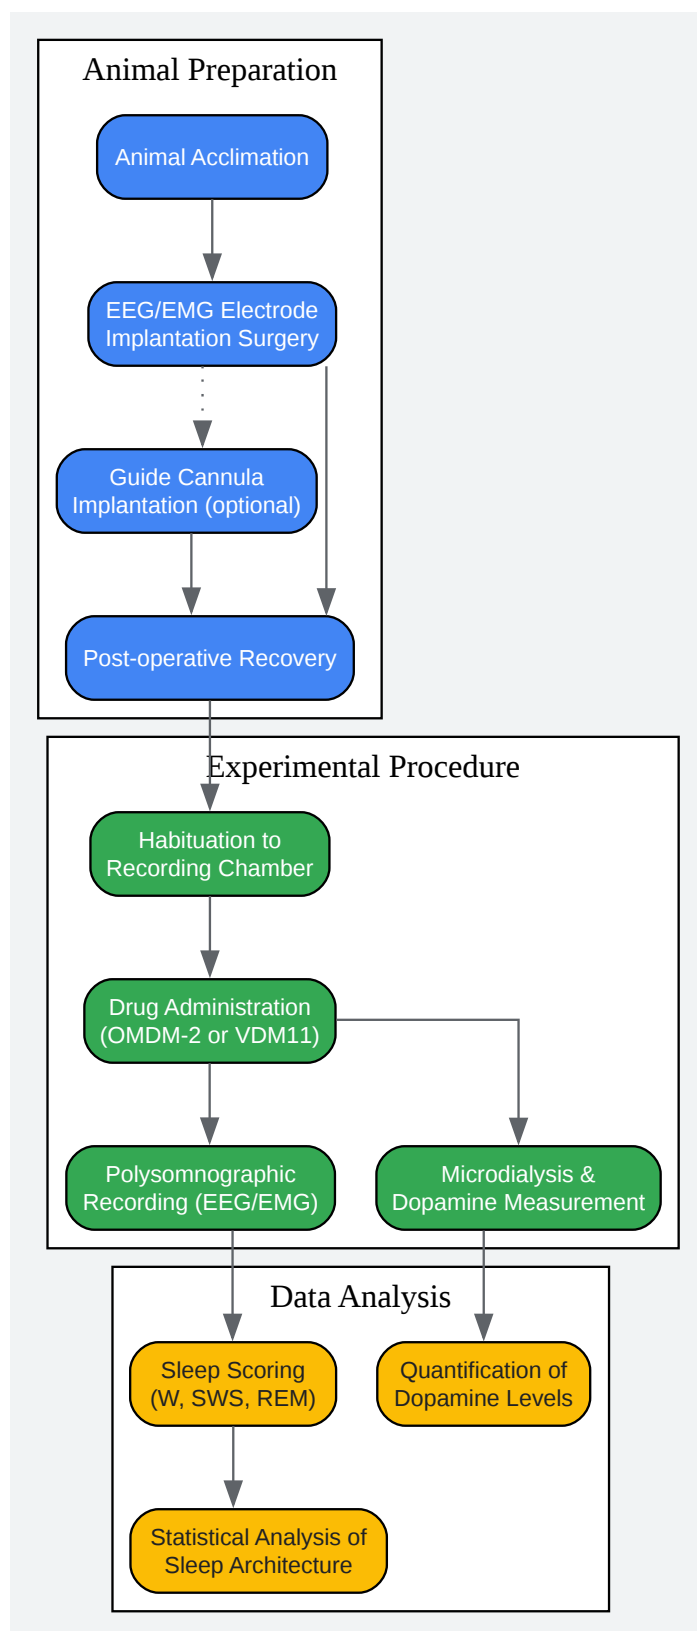 Animal Preparation
Animal Acclimation
EEG/EMG Electrode
Implantation Surgery
Guide Cannula
Implantation (optional)
Post-operative Recovery
Experimental Procedure
Habituation to
Recording Chamber
Drug Administration
(OMDM-2 or VDM11)
Polysomnographic
Recording (EEG/EMG)
Microdialysis &
Dopamine Measurement
Data Analysis
Sleep Scoring
(W, SWS, REM)
Quantification of
Dopamine Levels
Statistical Analysis of
Sleep Architecture